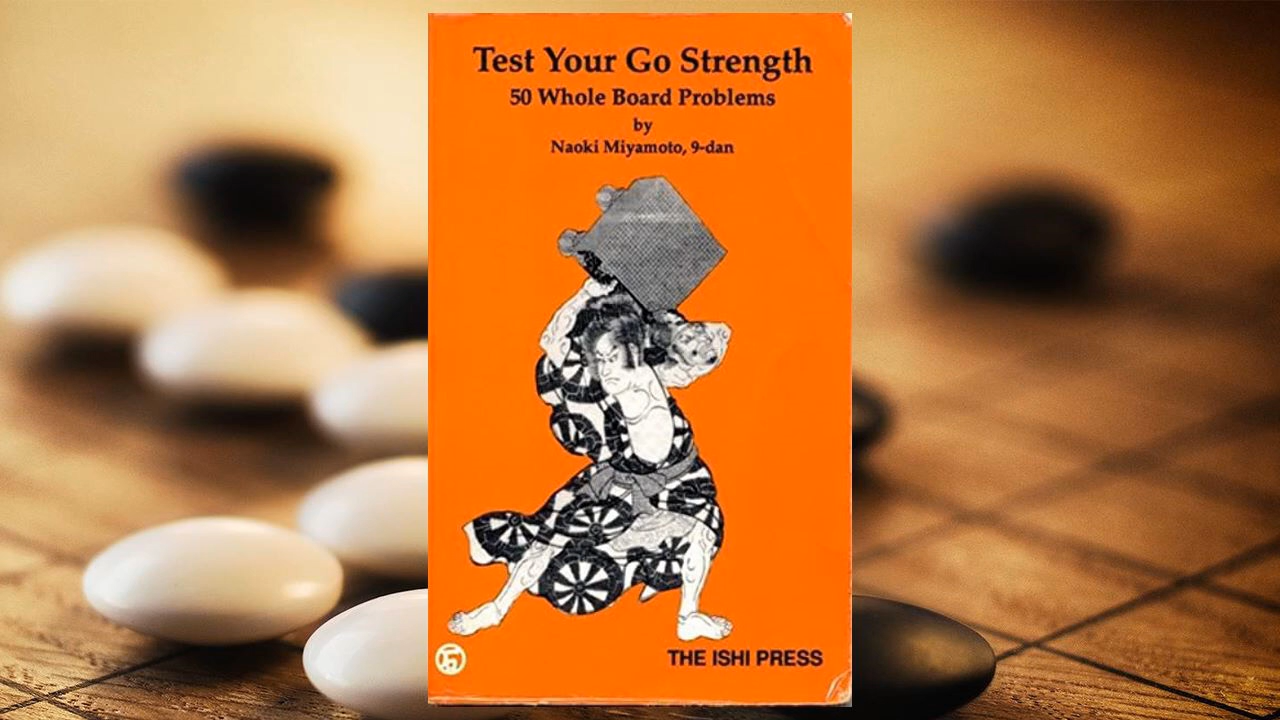 Test Your Go Strength
50 Whole Board Problems
by
Naoki Miyamoto, 9-dan
THE ISHI PRESS